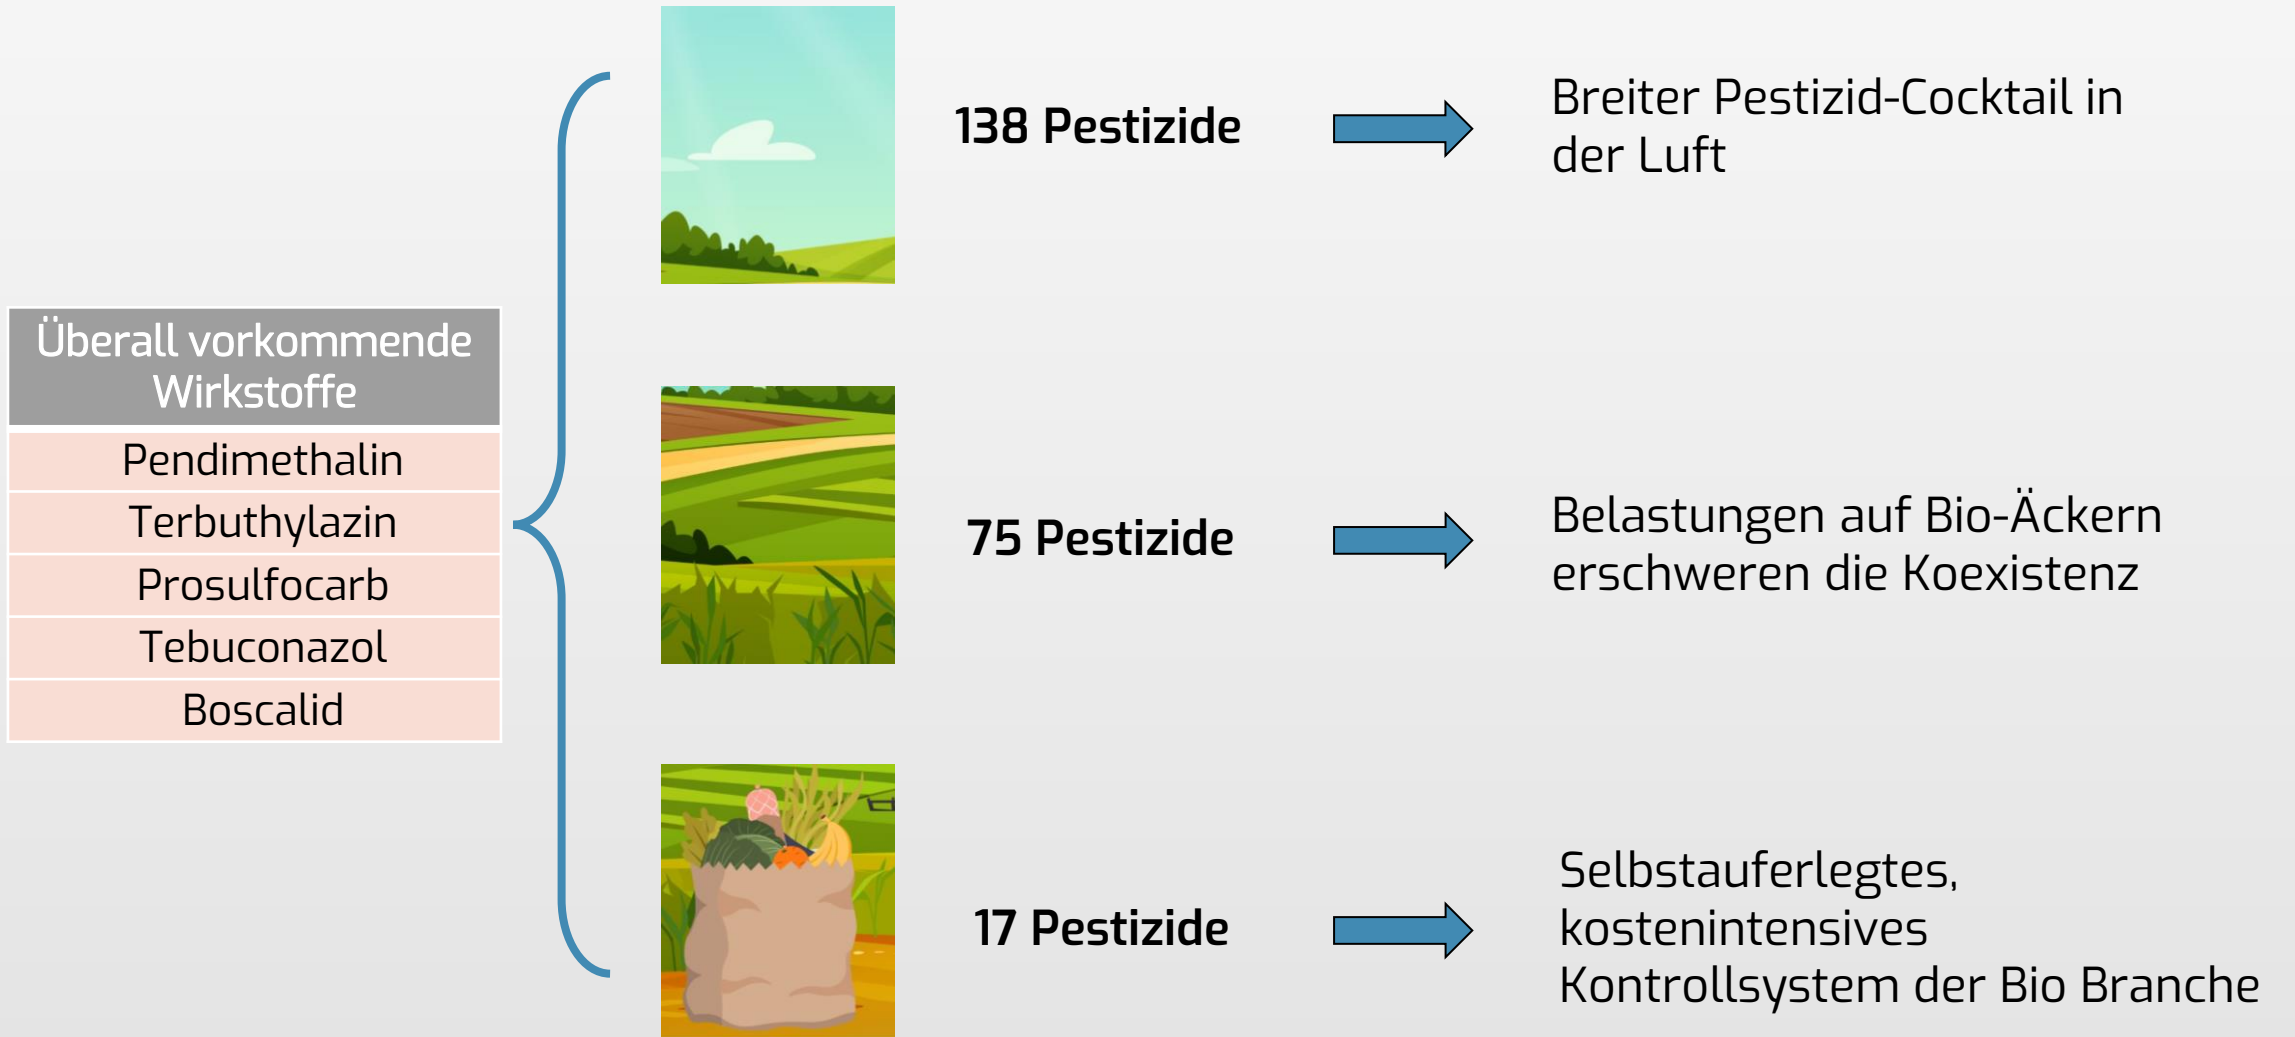 Überall vorkommende
Wirkstoffe
Pendimethalin
Terbuthylazin
Prosulfocarb
Tebuconazol
Boscalid
138 Pestizide
Breiter Pestizid-Cocktail in
der Luft
75 Pestizide
Belastungen auf Bio-Äckern
erschweren die Koexistenz
17 Pestizide
Selbstauferlegtes,
kostenintensives
Kontrollsystem der Bio Branche